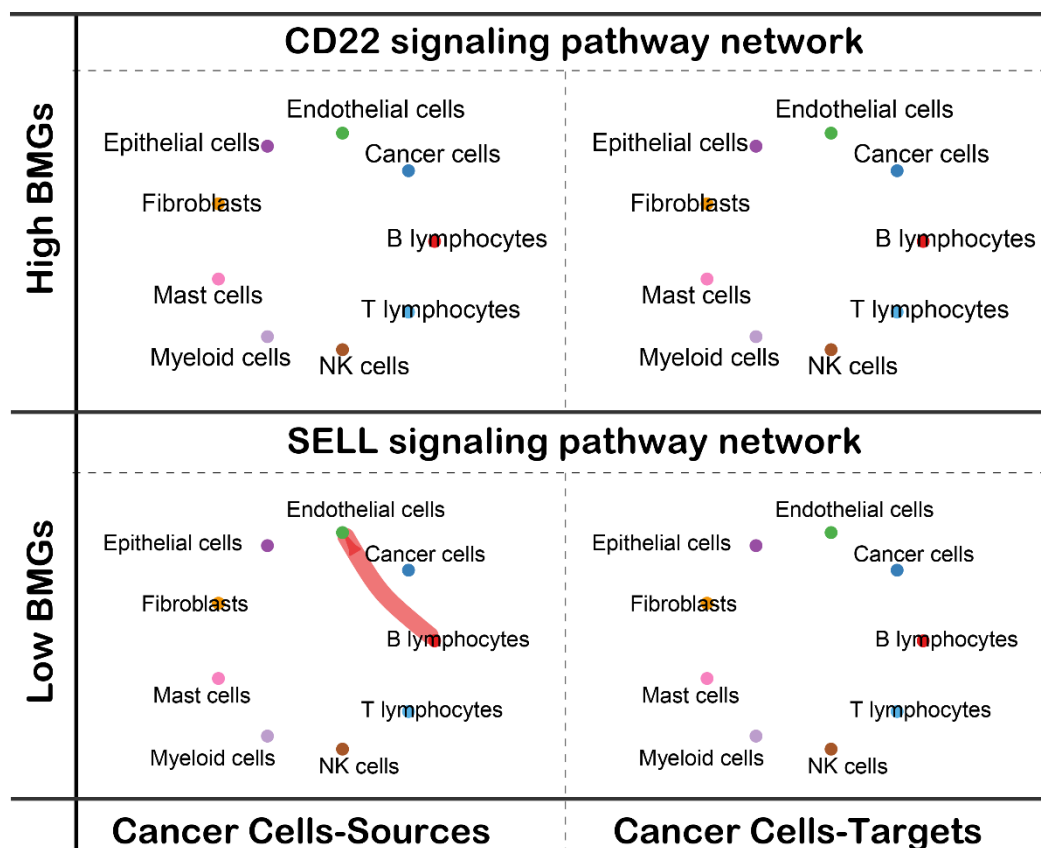 High BMGs
CD22 signaling pathway network
Endothelial cells
Epithelial cells
Cancer cells
Fibroblasts
B lymphocytes
Mast cells
T lymphocytes
Myeloid cells
NK cells
Endothelial cells
Epithelial cells
Cancer cells
Fibroblasts
B lymphocytes
Mast cells
T lymphocytes
Myeloid cells
NK cells
Low BMGs
SELL signaling pathway network
Endothelial cells
Epithelial cells
Cancer cells
Fibroblasts
B lymphocytes
Mast cells
T lymphocytes
Myeloid cells
NK cells
Endothelial cells
Epithelial cells
Cancer cells
Fibroblasts
B lymphocytes
Mast cells
T lymphocytes
Myeloid cells
NK cells
Cancer Cells-Sources
Cancer Cells-Targets